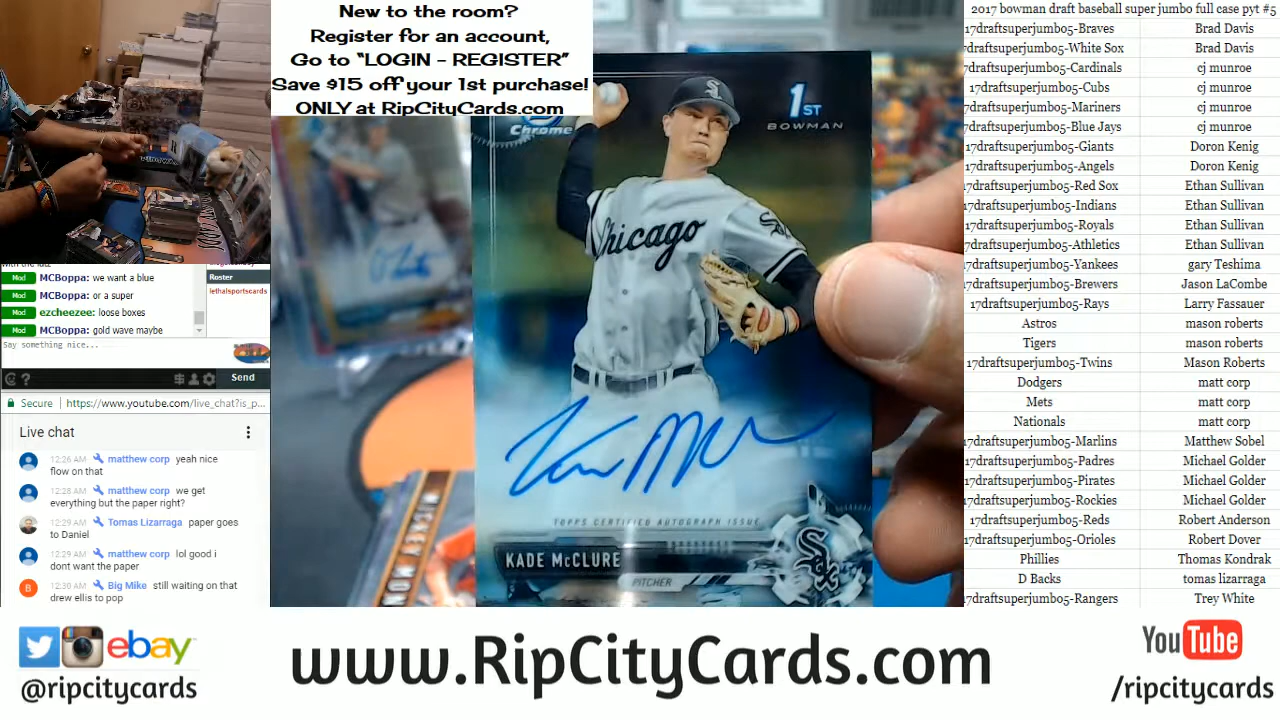 New to the room?
Register for an account,
Go to “LOGIN - REGISTER”
Save $15 off your 1st purchase!
ONLY at RipCityCards.com
Chrome
1ST
BOWMAN
Chicago
TOPPS CERTIFIED AUTOGRAPH ISSUE
KADE McCLURE
PITCHER
Sox
MICKEY
with the lutz
Mod MCBoppa: we want a blue
Mod MCBoppa: or a super
Mod ezcheezee: loose boxes
Mod MCBoppa: gold wave maybe
Roster
lethalsportscards
Say something nice...
Send
Secure https://www.youtube.com/live_chat?is_p...
Live chat
12:26 AM matthew corp yeah nice
flow on that
12:28 AM matthew corp we get
everything but the paper right?
12:29 AM Tomas Lizarraga paper goes
to Daniel
12:29 AM matthew corp lol good i
dont want the paper
B 12:30 AM Big Mike still waiting on that
drew ellis to pop
2017 bowman draft baseball super jumbo full case pyt #5
17draftsuperjumbo5-Braves Brad Davis
17draftsuperjumbo5-White Sox Brad Davis
17draftsuperjumbo5-Cardinals cj munroe
17draftsuperjumbo5-Cubs cj munroe
17draftsuperjumbo5-Mariners cj munroe
17draftsuperjumbo5-Blue Jays cj munroe
17draftsuperjumbo5-Giants Doron Kenig
17draftsuperjumbo5-Angels Doron Kenig
17draftsuperjumbo5-Red Sox Ethan Sullivan
17draftsuperjumbo5-Indians Ethan Sullivan
17draftsuperjumbo5-Royals Ethan Sullivan
17draftsuperjumbo5-Athletics Ethan Sullivan
17draftsuperjumbo5-Yankees gary Teshima
17draftsuperjumbo5-Brewers Jason LaCombe
17draftsuperjumbo5-Rays Larry Fassauer
Astros mason roberts
Tigers mason roberts
17draftsuperjumbo5-Twins Mason Roberts
Dodgers matt corp
Mets matt corp
Nationals matt corp
17draftsuperjumbo5-Marlins Matthew Sobel
17draftsuperjumbo5-Padres Michael Golder
17draftsuperjumbo5-Pirates Michael Golder
17draftsuperjumbo5-Rockies Michael Golder
17draftsuperjumbo5-Reds Robert Anderson
17draftsuperjumbo5-Orioles Robert Dover
Phillies Thomas Kondrak
D Backs tomas lizarraga
17draftsuperjumbo5-Rangers Trey White
ebay
@ripcitycards
www.RipCityCards.com
YouTube
/ripcitycards